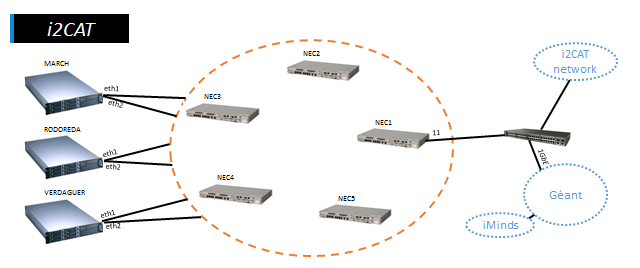 i2CAT
NEC2
i2CAT
network
MARCH
eth1
eth2
NEC3
RODOREDA
eth1
eth2
NEC1
11
1GbE
VERDAGUER
eth1
eth2
NEC4
NEC5
Géant
iMinds